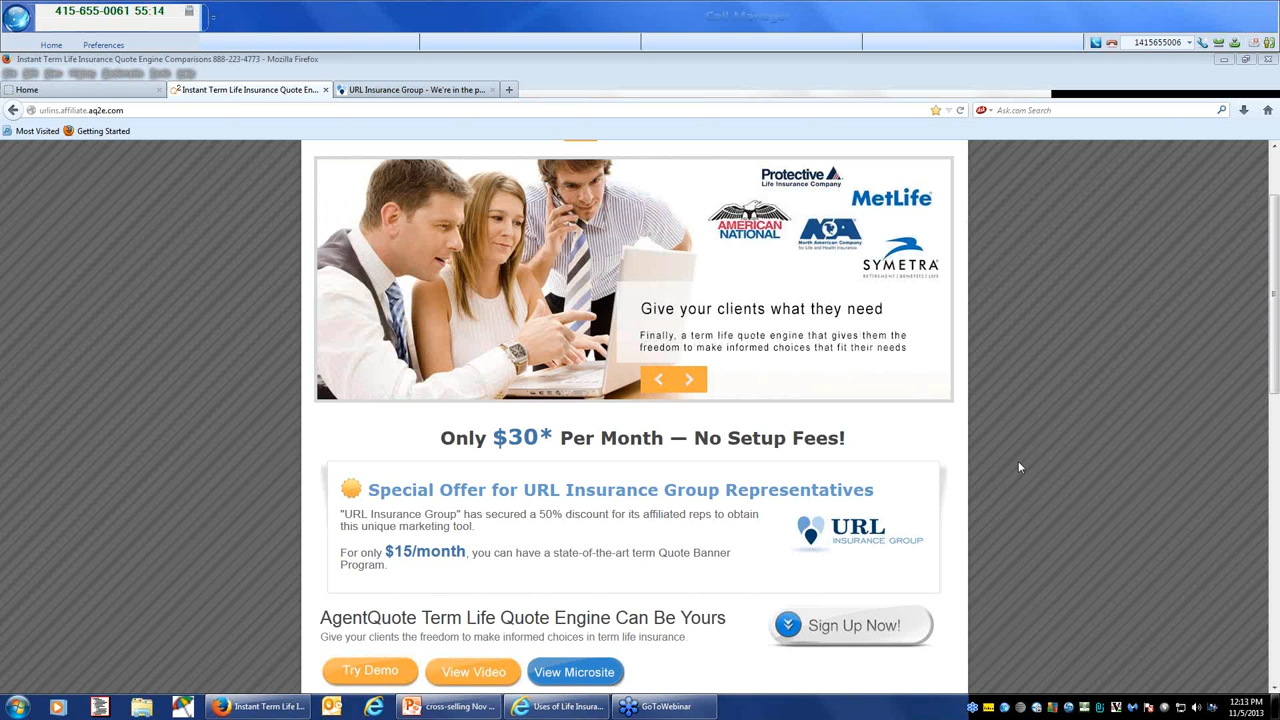 415-655-0061 55:14
Call Manager
Home Preferences
1415655006
Instant Term Life Insurance Quote Engine Comparisons 888-223-4773 - Mozilla Firefox
Home
Instant Term Life Insurance Quote En...
URL Insurance Group - We're in the p...
urlins.affiliate.aq2e.com
Ask.com Search
Most Visited Getting Started
Protective
Life Insurance Company
MetLife
AMERICAN
NATIONAL
North American Company
for Life and Health Insurance
SYMETRA
RETIREMENT | BENEFITS | LIFE
Give your clients what they need
Finally, a term life quote engine that gives them the
freedom to make informed choices that fit their needs
Only $30* Per Month — No Setup Fees!
Special Offer for URL Insurance Group Representatives
"URL Insurance Group" has secured a 50% discount for its affiliated reps to obtain
this unique marketing tool.
For only $15/month, you can have a state-of-the-art term Quote Banner
Program.
URL
INSURANCE GROUP
AgentQuote Term Life Quote Engine Can Be Yours
Give your clients the freedom to make informed choices in term life insurance
Sign Up Now!
Try Demo
View Video
View Microsite
Instant Term Life I...
cross-selling Nov ...
Uses of Life Insura...
GoToWebinar
12:13 PM
11/5/2013